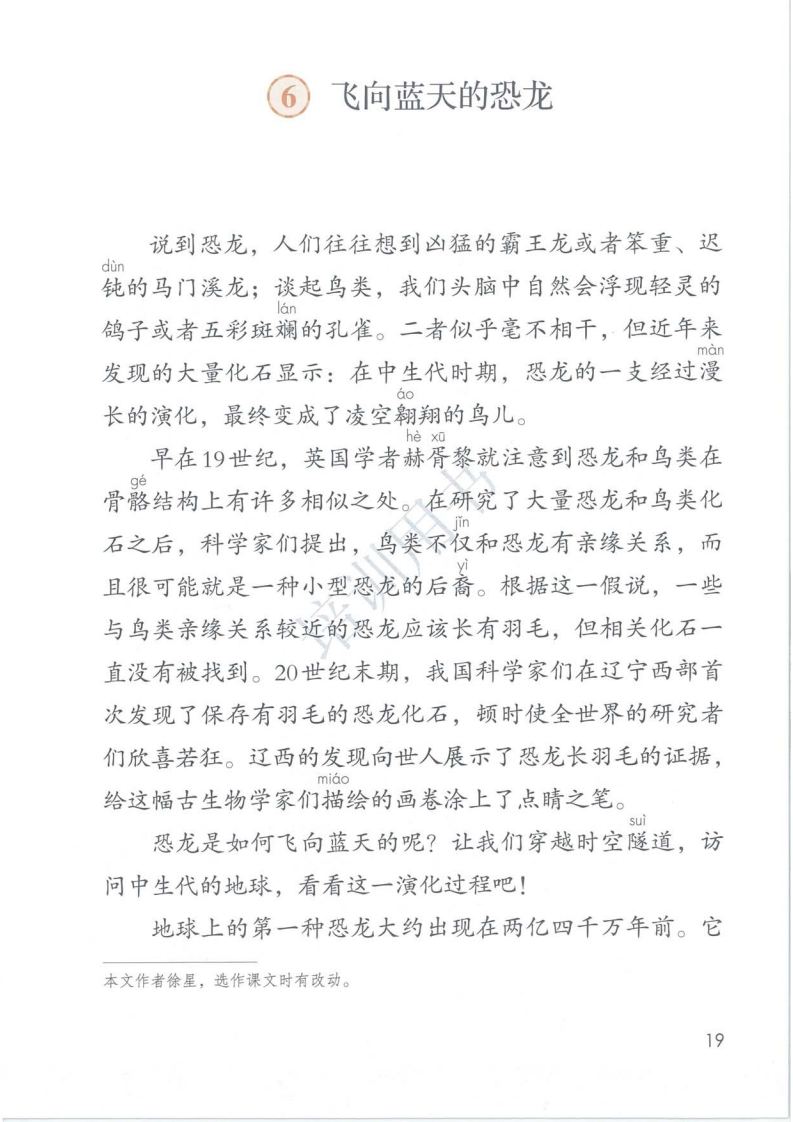 6 飞向蓝天的恐龙
说到恐龙，人们往往想到凶猛的霸王龙或者笨重、迟
dùn
钝的马门溪龙；谈起鸟类，我们头脑中自然会浮现轻灵的
lán
鸽子或者五彩斑斓的孔雀。二者似乎毫不相干，但近年来
màn
发现的大量化石显示：在中生代时期，恐龙的一支经过漫
áo
长的演化，最终变成了凌空翱翔的鸟儿。
hè xū
早在19世纪，英国学者赫胥黎就注意到恐龙和鸟类在
gé
骨骼结构上有许多相似之处。在研究了大量恐龙和鸟类化
jǐn
石之后，科学家们提出，鸟类不仅和恐龙有亲缘关系，而
yì
且很可能就是一种小型恐龙的后裔。根据这一假说，一些
与鸟类亲缘关系较近的恐龙应该长有羽毛，但相关化石一
直没有被找到。20世纪末期，我国科学家们在辽宁西部首
次发现了保存有羽毛的恐龙化石，顿时使全世界的研究者
们欣喜若狂。辽西的发现向世人展示了恐龙长羽毛的证据，
miáo
给这幅古生物学家们描绘的画卷涂上了点睛之笔。
suì
恐龙是如何飞向蓝天的呢？让我们穿越时空隧道，访
问中生代的地球，看看这一演化过程吧！
地球上的第一种恐龙大约出现在两亿四千万年前。它
本文作者徐星，选作课文时有改动。
19
培训用书